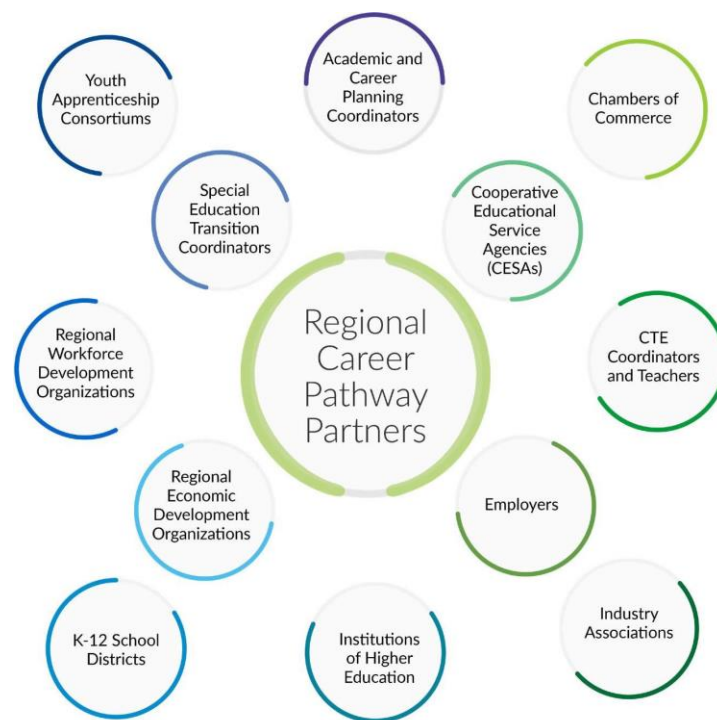 Youth
Apprenticeship
Consortiums
Academic and
Career
Planning
Coordinators
Chambers of
Commerce
Special
Education
Transition
Coordinators
Cooperative
Educational
Service
Agencies
(CESAs)
Regional
Workforce
Development
Organizations
Regional
Career
Pathway
Partners
CTE
Coordinators
and Teachers
Regional
Economic
Development
Organizations
Employers
K-12 School
Districts
Institutions
of Higher
Education
Industry
Associations